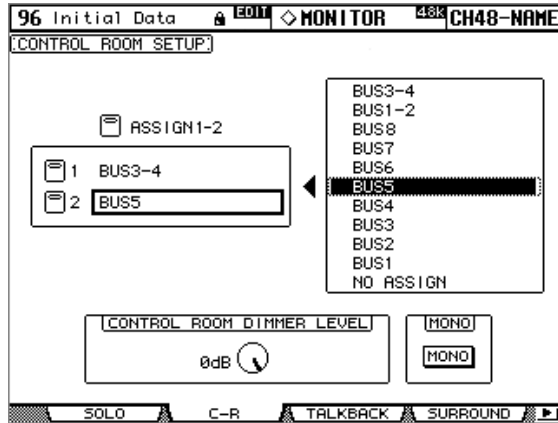 96 Initial Data EDIT ◇MONITOR 48K CH48-NAME
CONTROL ROOM SETUP
ASSIGN1-2
1 BUS3-4
2 BUS5
BUS3-4
BUS1-2
BUS8
BUS7
BUS6
BUS5
BUS4
BUS3
BUS2
BUS1
NO ASSIGN
CONTROL ROOM DIMMER LEVEL
0dB
MONO
MONO
SOLO C-R TALKBACK SURROUND